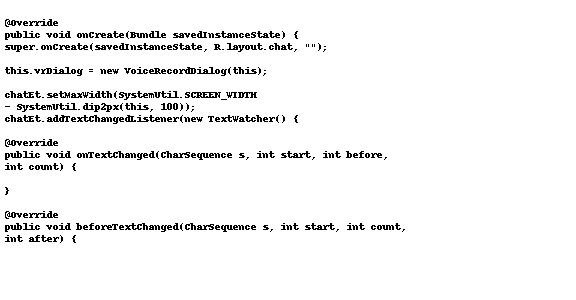 @Override
public void onCreate(Bundle savedInstanceState) {
super.onCreate(savedInstanceState, R.layout.chat, "");
this.vrDialog = new VoiceRecordDialog(this);
chatEt.setMaxWidth(SystemUtil.SCREEN_WIDTH
- SystemUtil.dip2px(this, 100));
chatEt.addTextChangedListener(new TextWatcher() {
@Override
public void onTextChanged(CharSequence s, int start, int before,
int count) {
}
@Override
public void beforeTextChanged(CharSequence s, int start, int count,
int after) {